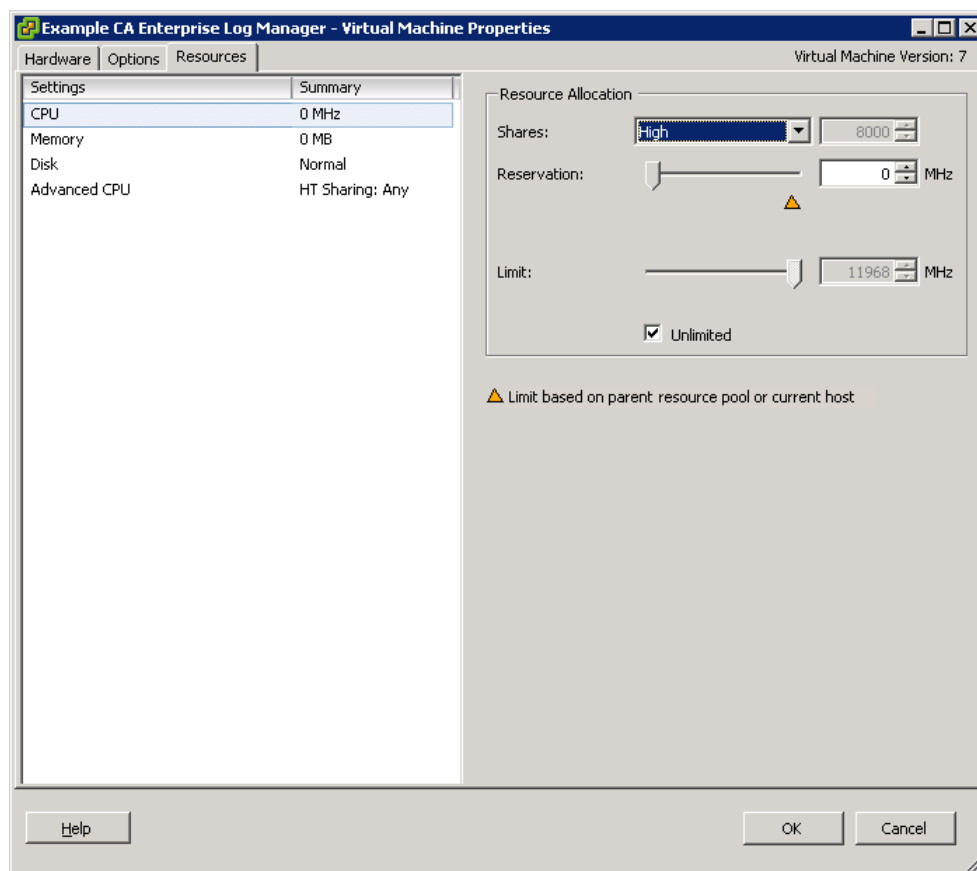 Example CA Enterprise Log Manager - Virtual Machine Properties
Hardware Options Resources Virtual Machine Version: 7
Settings Summary
CPU 0 MHz
Memory 0 MB
Disk Normal
Advanced CPU HT Sharing: Any
Resource Allocation
Shares: High 8000
Reservation: 0 MHz
Limit: 11968 MHz
Unlimited
Limit based on parent resource pool or current host
Help OK Cancel